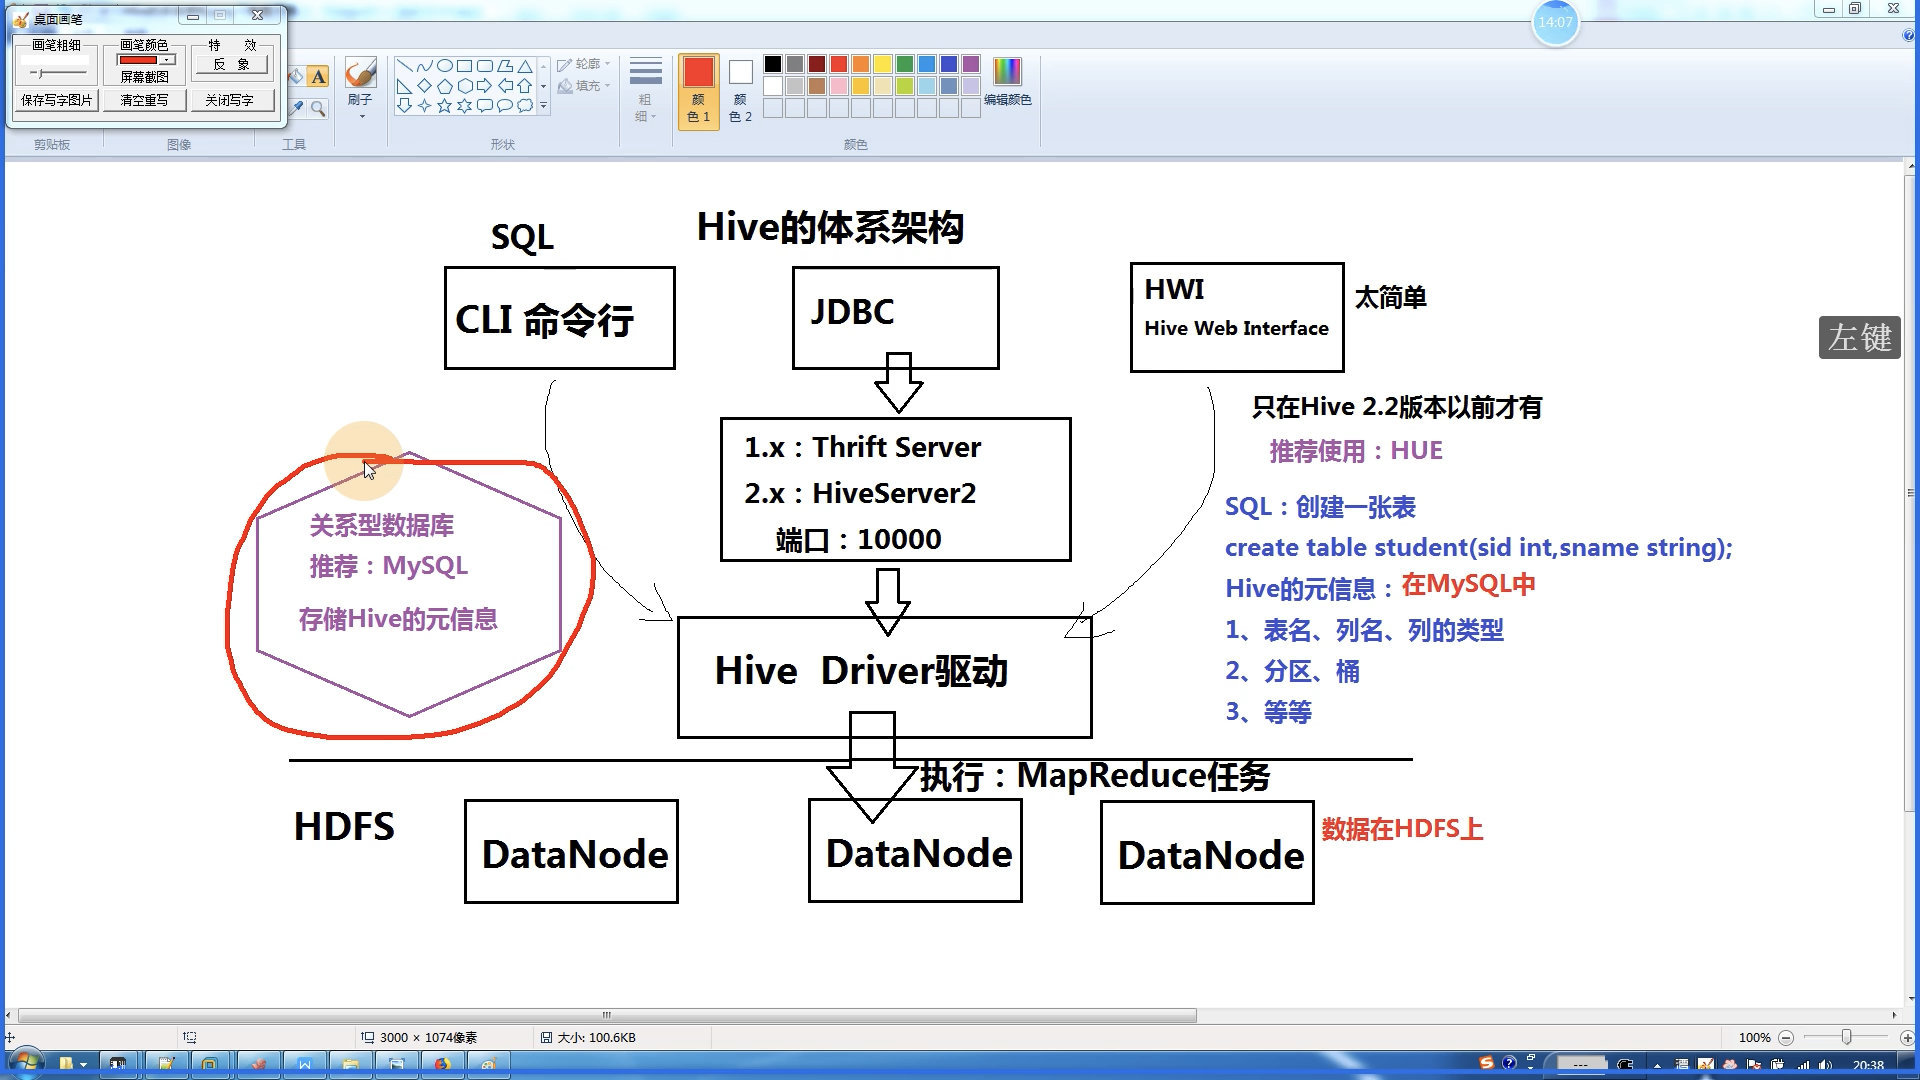 桌面画笔
画笔粗细
画笔颜色
特 效
反 象
屏幕截图
保存写字图片
清空重写
关闭写字
14:07
A
刷子
轮廓
填充
粗细
颜色 1
颜色 2
编辑颜色
剪贴板
图像
工具
形状
颜色
Hive的体系架构
SQL
CLI 命令行
JDBC
HWI
Hive Web Interface
太简单
左键
只在Hive 2.2版本以前才有
推荐使用：HUE
1.x：Thrift Server
2.x：HiveServer2
端口：10000
关系型数据库
推荐：MySQL
存储Hive的元信息
SQL：创建一张表
create table student(sid int,sname string);
Hive的元信息：在MySQL中
1、表名、列名、列的类型
2、分区、桶
3、等等
Hive Driver驱动
执行：MapReduce任务
HDFS
DataNode
DataNode
DataNode
数据在HDFS上
3000 × 1074像素
大小: 100.6KB
100%
20:38